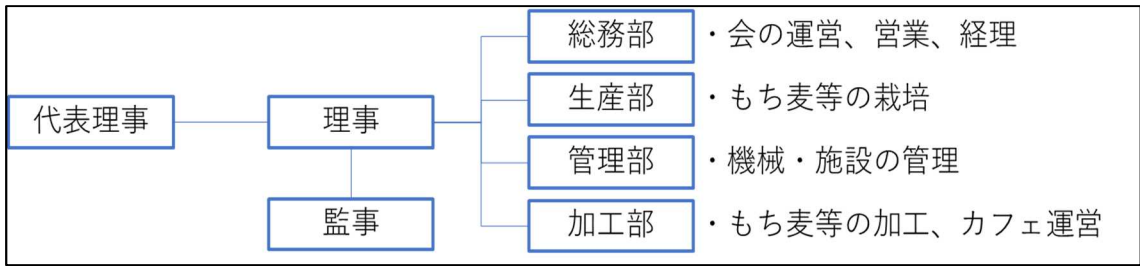 総務部 ・会の運営、営業、経理
生産部 ・もち麦等の栽培
代表理事 理事
管理部 ・機械・施設の管理
監事
加工部 ・もち麦等の加工、カフェ運営